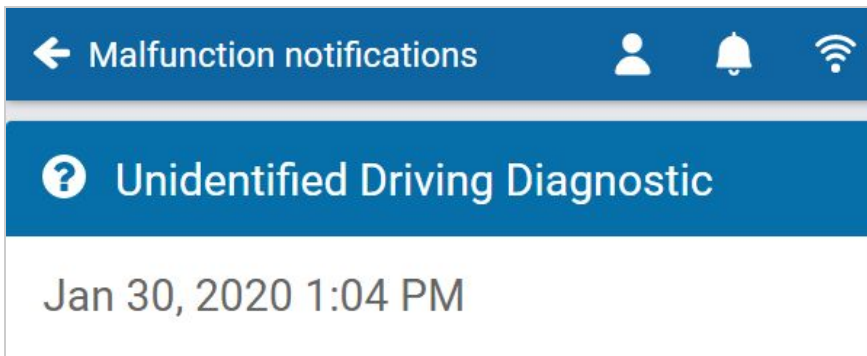 Malfunction notifications
Unidentified Driving Diagnostic
Jan 30, 2020 1:04 PM